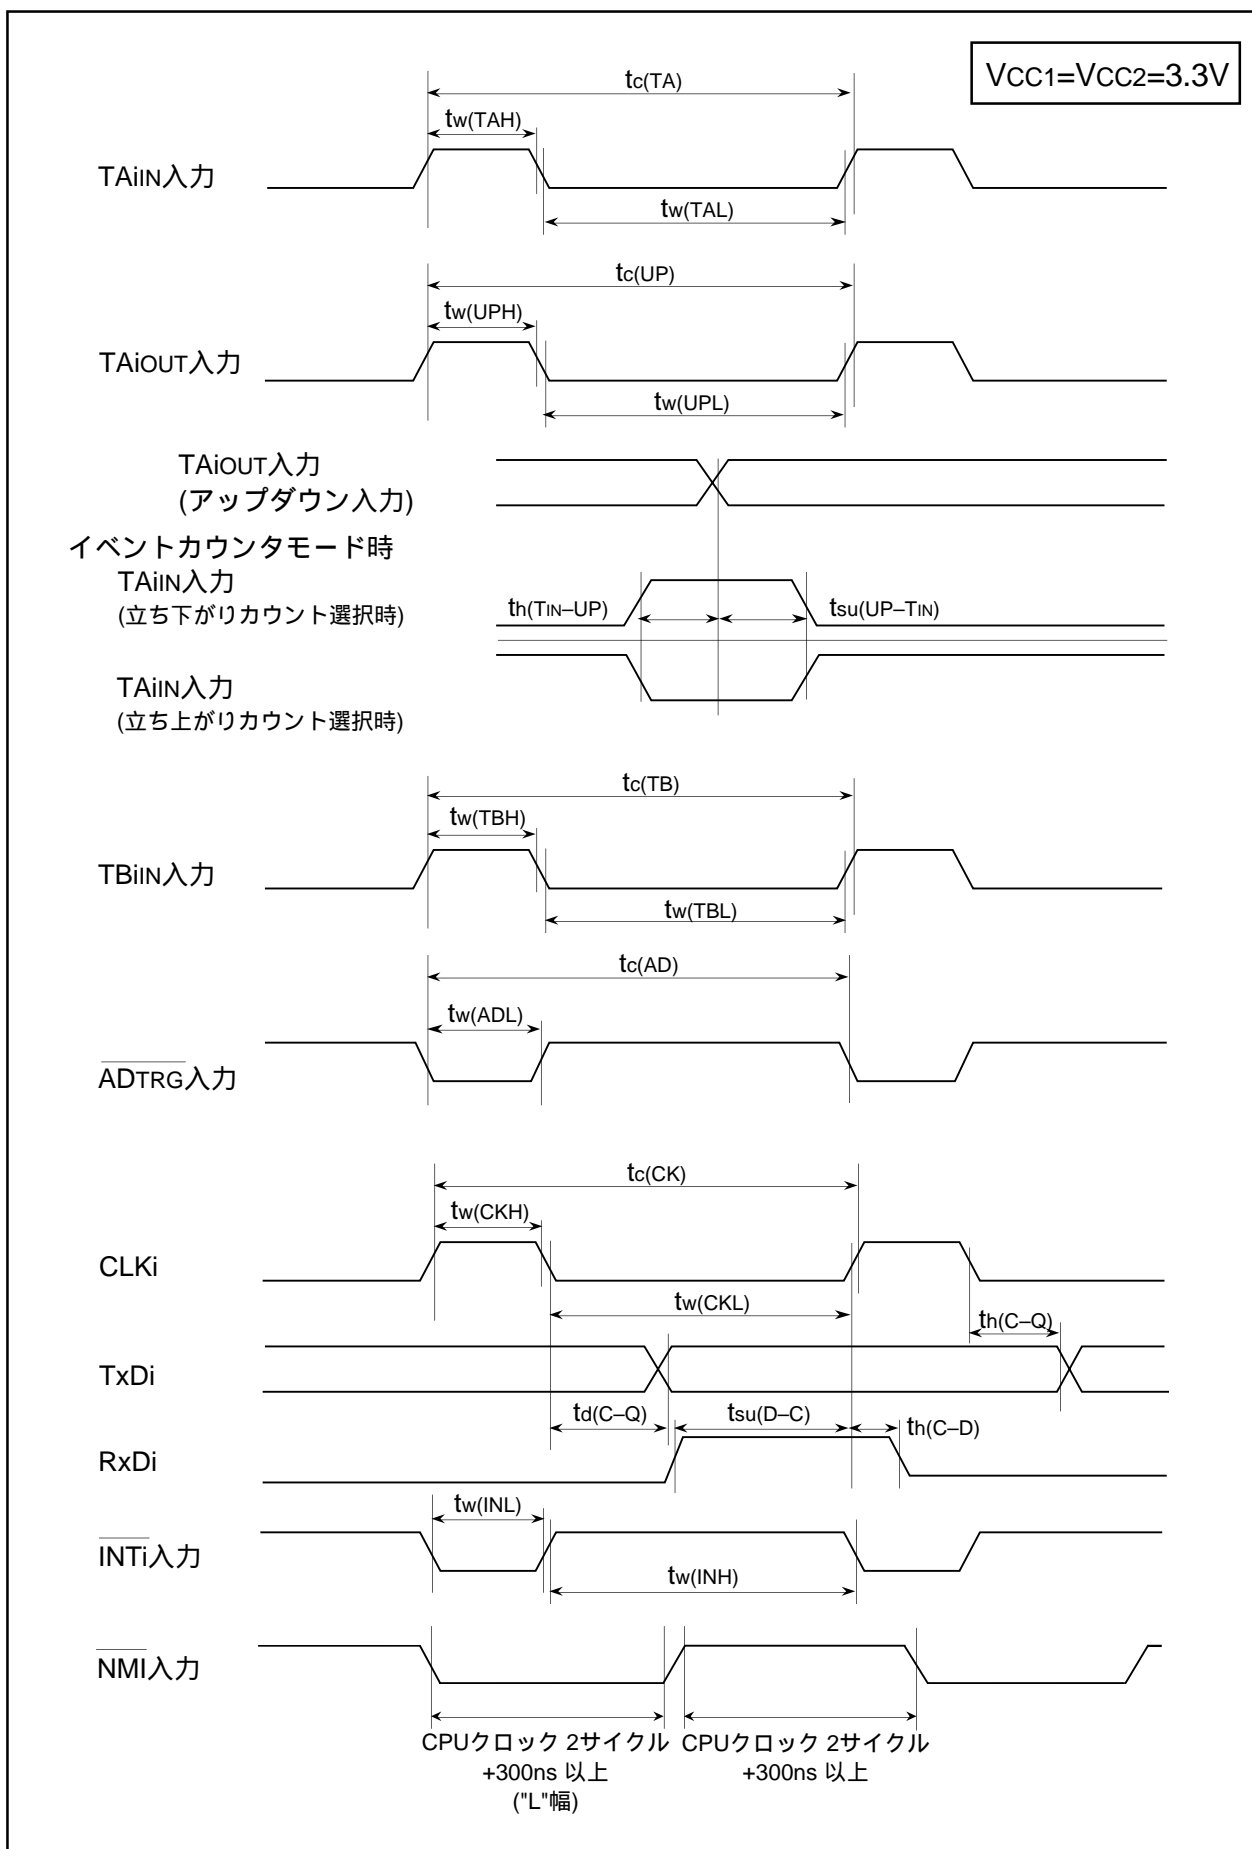 VCC1=VCC2=3.3V
tc(TA)
tw(TAH)
TAiIN入力
tw(TAL)
tc(UP)
tw(UPH)
TAiOUT入力
tw(UPL)
TAiOUT入力
(アップダウン入力)
イベントカウンタモード時
TAiIN入力
(立ち下がりカウント選択時)
th(TIN–UP)
tsu(UP–TIN)
TAiIN入力
(立ち上がりカウント選択時)
tc(TB)
tw(TBH)
TBiIN入力
tw(TBL)
tc(AD)
tw(ADL)
ADTRG入力
tc(CK)
tw(CKH)
CLKi
tw(CKL)
th(C–Q)
TxDi
td(C–Q)
tsu(D–C)
th(C–D)
RxDi
tw(INL)
INTi入力
tw(INH)
NMI入力
CPUクロック 2サイクル
+300ns 以上
("L"幅)
CPUクロック 2サイクル
+300ns 以上